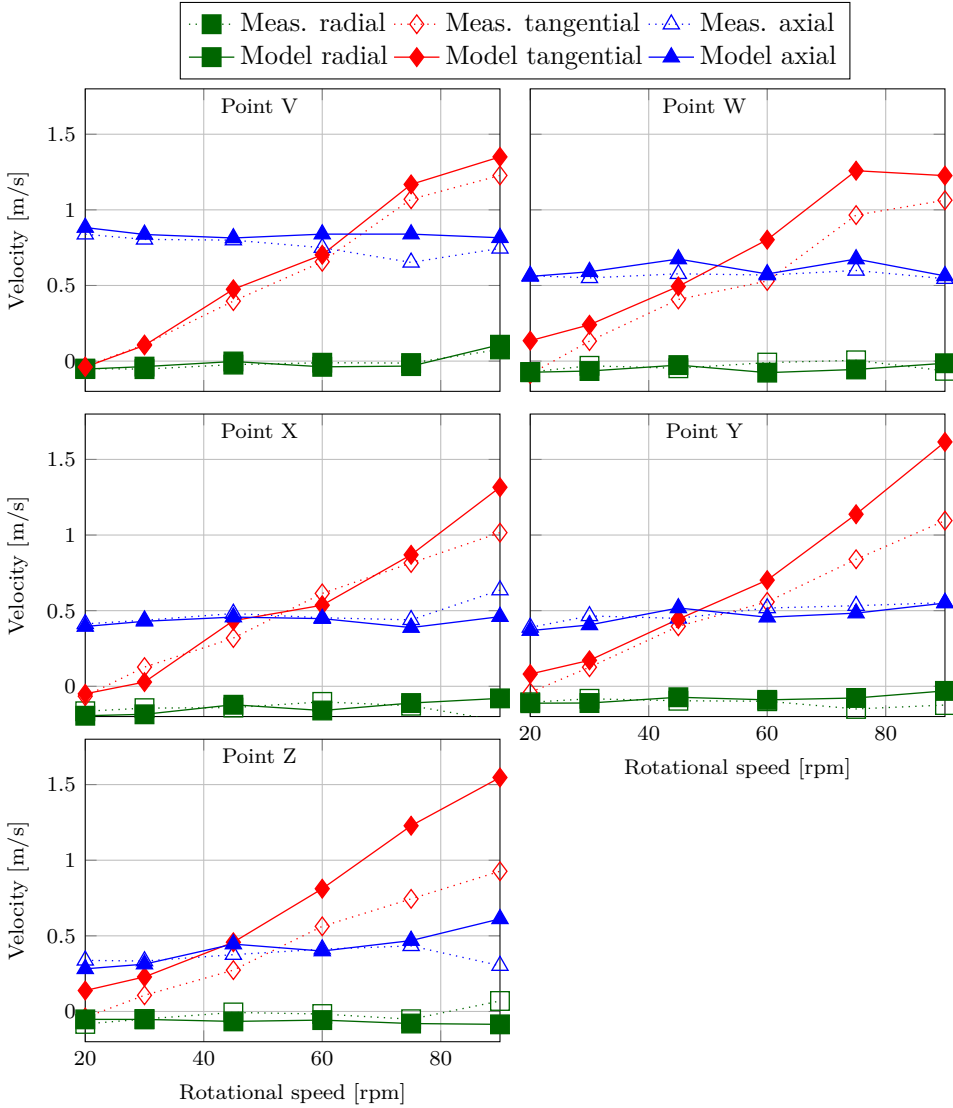 Meas. radial Meas. tangential Meas. axial
Model radial Model tangential Model axial
Point V
Point W
1.5
1
0.5
0
Velocity [m/s]
Point X
Point Y
1.5
1
0.5
0
Velocity [m/s]
20 40 60 80
Rotational speed [rpm]
Point Z
1.5
1
0.5
0
Velocity [m/s]
20 40 60 80
Rotational speed [rpm]